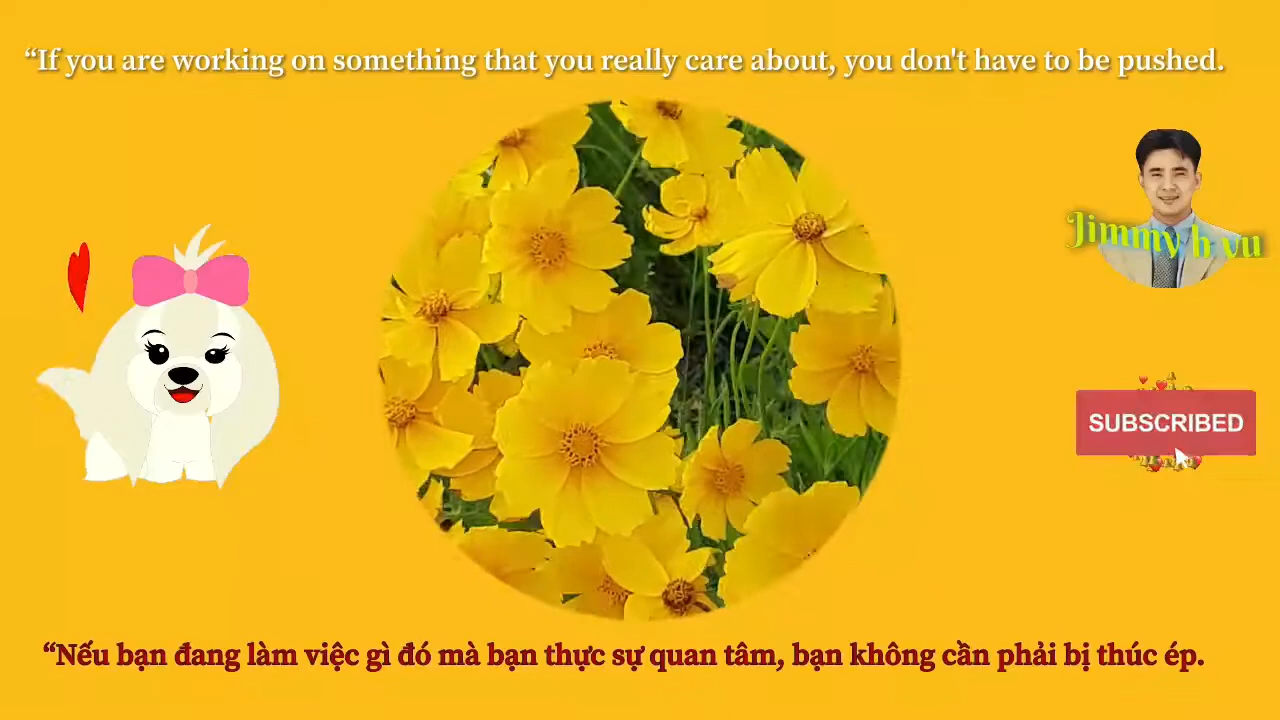 “If you are working on something that you really care about, you don't have to be pushed.
Jimmy h vu
SUBSCRIBED
“Nếu bạn đang làm việc gì đó mà bạn thực sự quan tâm, bạn không cần phải bị thúc ép.